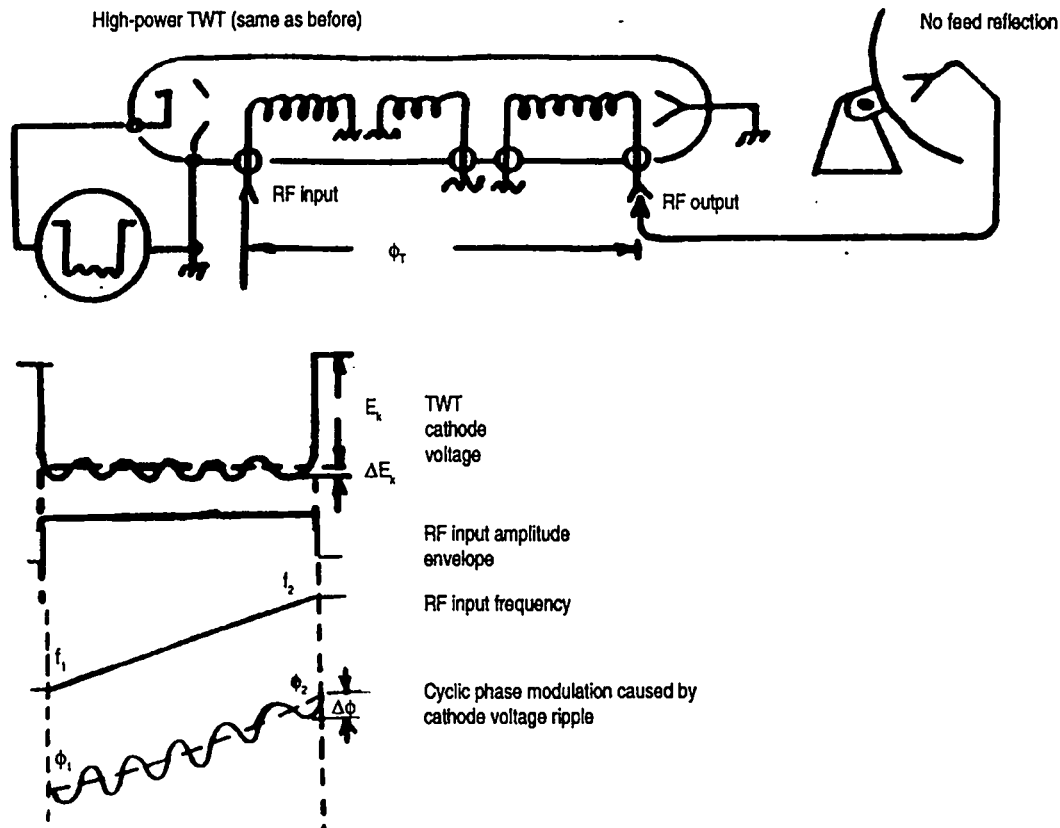 High-power TWT (same as before)
No feed reflection
RF input
RF output
ϕT
Ek
TWT
cathode
voltage
ΔEk
RF input amplitude
envelope
f2
RF input frequency
f1
ϕ2
Δϕ
Cyclic phase modulation caused by
cathode voltage ripple
ϕ1